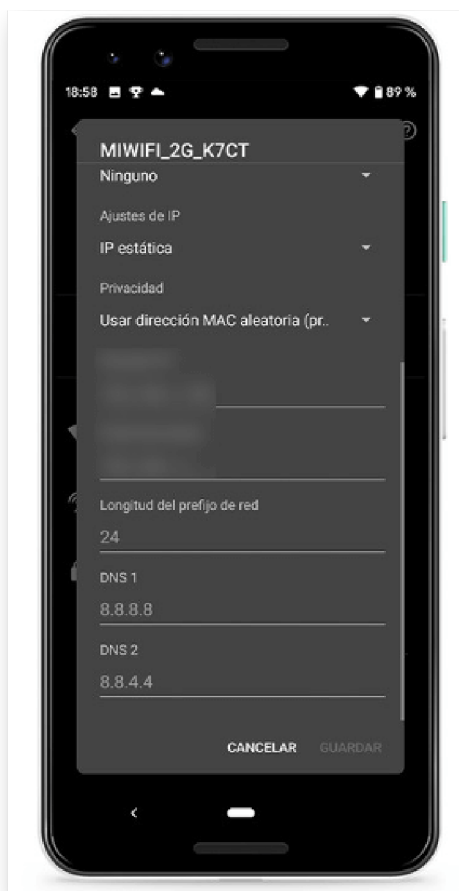 18:58
89 %
MIWIFI_2G_K7CT
Ninguno
Ajustes de IP
IP estática
Privacidad
Usar dirección MAC aleatoria (pr..
Longitud del prefijo de red
24
DNS 1
8.8.8.8
DNS 2
8.8.4.4
CANCELAR GUARDAR